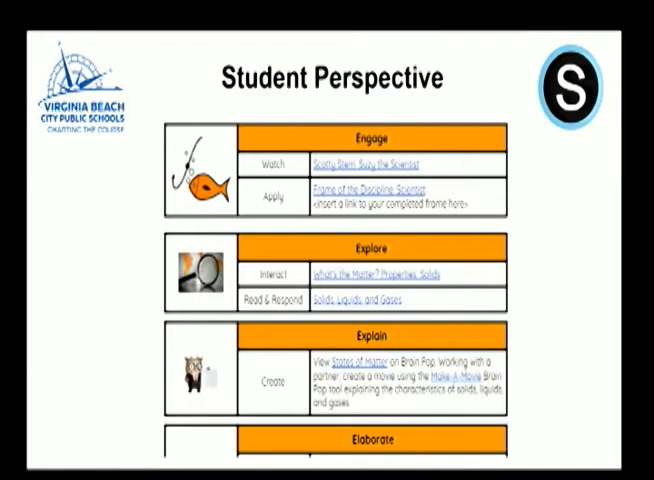 VIRGINIA BEACH
CITY PUBLIC SCHOOLS
CHARTING THE COURSE
Student Perspective
S
Engage
Watch
Scotty Stem: Suzy the Scientist
Apply
Frame of the Discipline: Scientist
<insert a link to your completed frame here>
Explore
Interact
What's the Matter? Properties: Solids
Read & Respond
Solids, Liquids, and Gases
Explain
Create
View States of Matter on Brain Pop. Working with a
partner, create a movie using the Make-A-Movie Brain
Pop tool explaining the characteristics of solids, liquids,
and gases.
Elaborate